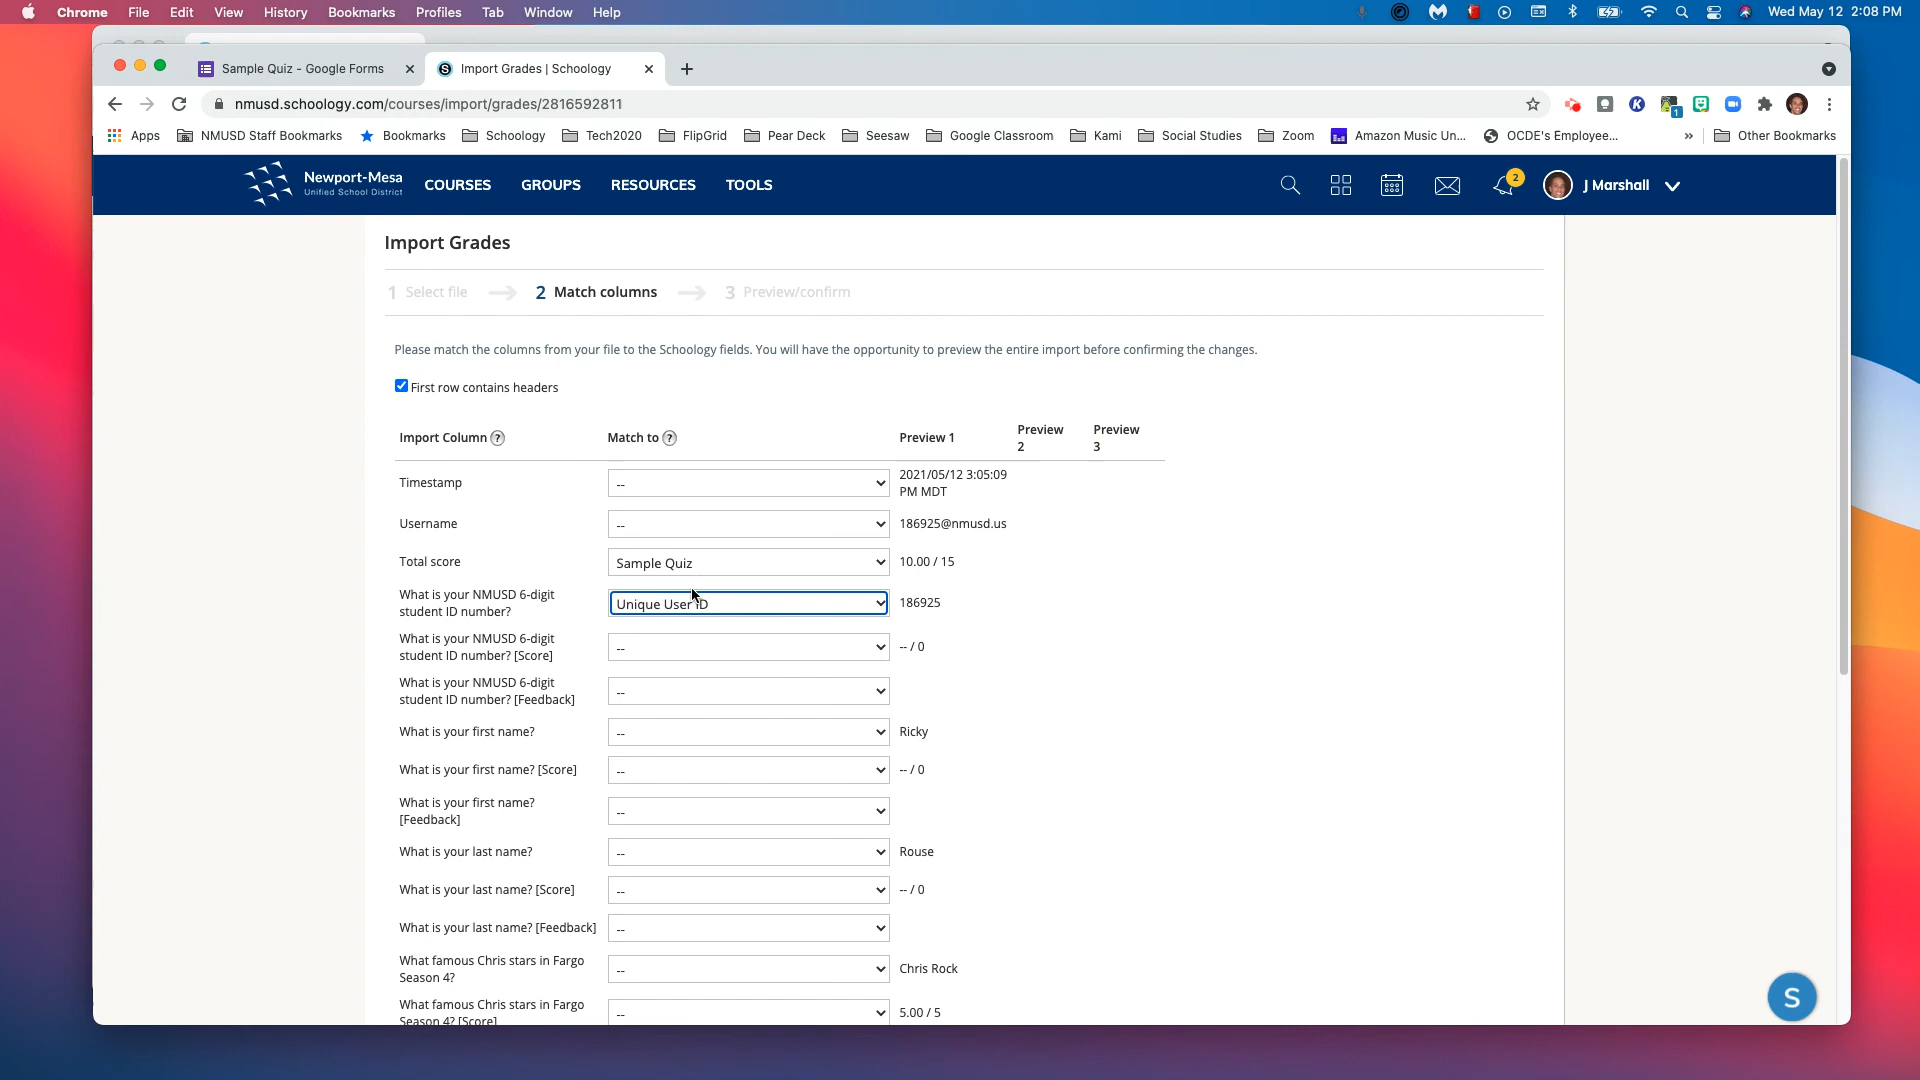 Chrome File Edit View History Bookmarks Profiles Tab Window Help Wed May 12 2:08 PM
Sample Quiz - Google Forms Import Grades | Schoology
nmusd.schoology.com/courses/import/grades/2816592811
Apps NMUSD Staff Bookmarks Bookmarks Schoology Tech2020 FlipGrid Pear Deck Seesaw Google Classroom Kami Social Studies Zoom Amazon Music Un... OCDE's Employee... » Other Bookmarks
Newport-Mesa
Unified School District
COURSES GROUPS RESOURCES TOOLS 2 J Marshall
Import Grades
1 Select file 2 Match columns 3 Preview/confirm
Please match the columns from your file to the Schoology fields. You will have the opportunity to preview the entire import before confirming the changes.
First row contains headers
Import Column ? Match to ? Preview 1 Preview 2 Preview 3
Timestamp -- 2021/05/12 3:05:09 PM MDT
Username -- 186925@nmusd.us
Total score Sample Quiz 10.00 / 15
What is your NMUSD 6-digit student ID number? Unique User ID 186925
What is your NMUSD 6-digit student ID number? [Score] -- -- / 0
What is your NMUSD 6-digit student ID number? [Feedback] --
What is your first name? -- Ricky
What is your first name? [Score] -- -- / 0
What is your first name? [Feedback] --
What is your last name? -- Rouse
What is your last name? [Score] -- -- / 0
What is your last name? [Feedback] --
What famous Chris stars in Fargo Season 4? -- Chris Rock
What famous Chris stars in Fargo Season 4? [Score] -- 5.00 / 5
S